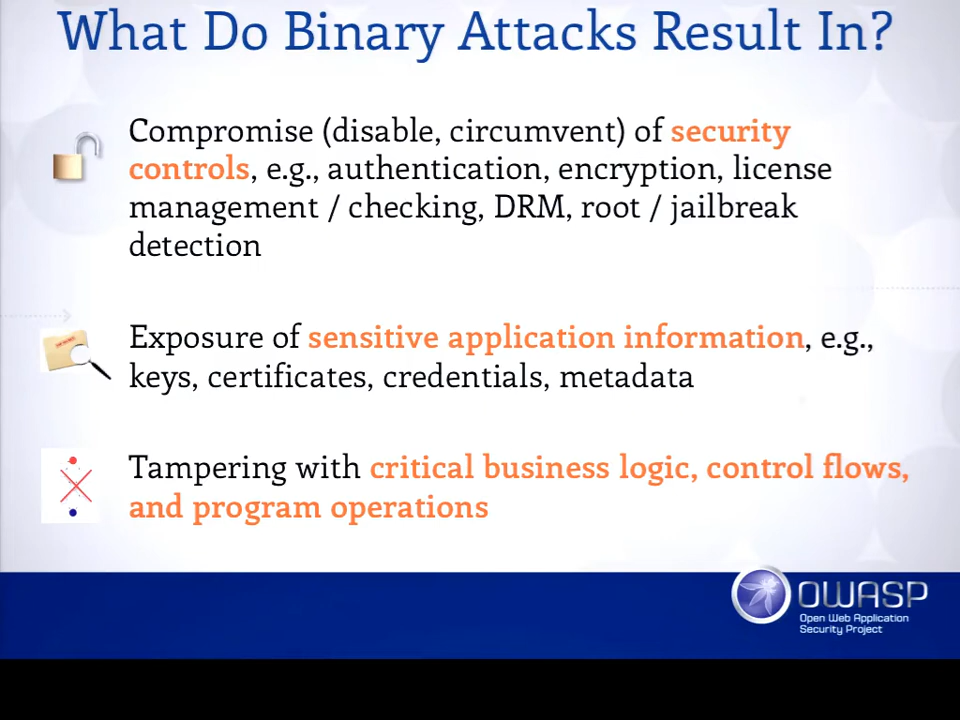 What Do Binary Attacks Result In?
Compromise (disable, circumvent) of security
controls, e.g., authentication, encryption, license
management / checking, DRM, root / jailbreak
detection
Exposure of sensitive application information, e.g.,
keys, certificates, credentials, metadata
Tampering with critical business logic, control flows,
and program operations
OWASP
Open Web Application
Security Project